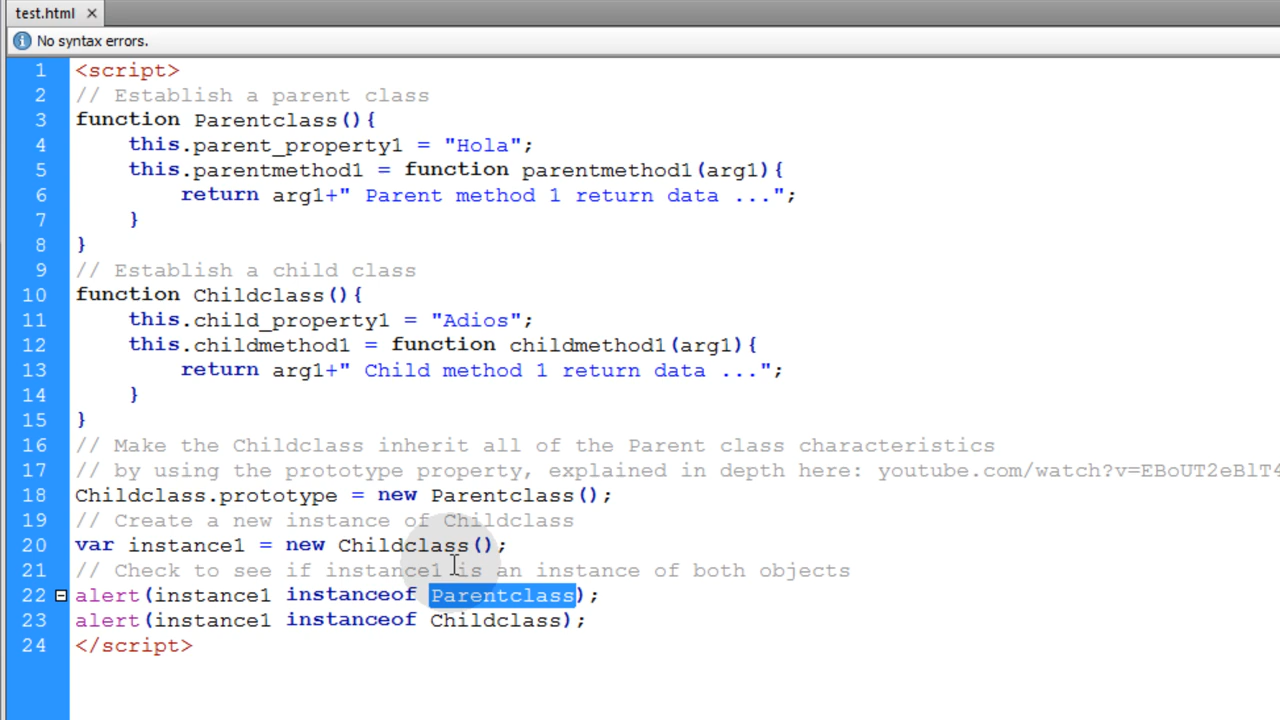 test.html ×
No syntax errors.
1 <script>
2 // Establish a parent class
3 function Parentclass(){
4 this.parent_property1 = "Hola";
5 this.parentmethod1 = function parentmethod1(arg1){
6 return arg1+" Parent method 1 return data ...";
7 }
8 }
9 // Establish a child class
10 function Childclass(){
11 this.child_property1 = "Adios";
12 this.childmethod1 = function childmethod1(arg1){
13 return arg1+" Child method 1 return data ...";
14 }
15 }
16 // Make the Childclass inherit all of the Parent class characteristics
17 // by using the prototype property, explained in depth here: youtube.com/watch?v=EBoUT2eBlT4
18 Childclass.prototype = new Parentclass();
19 // Create a new instance of Childclass
20 var instance1 = new Childclass();
21 // Check to see if instance1 is an instance of both objects
22 alert(instance1 instanceof Parentclass);
23 alert(instance1 instanceof Childclass);
24 </script>